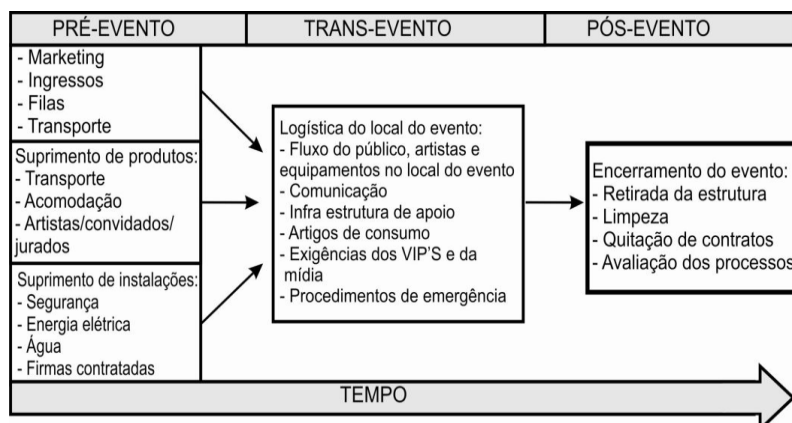 PRÉ-EVENTO
TRANS-EVENTO
PÓS-EVENTO
- Marketing
- Ingressos
- Filas
- Transporte
Suprimento de produtos:
- Transporte
- Acomodação
- Artistas/convidados/
jurados
Suprimento de instalações:
- Segurança
- Energia elétrica
- Água
- Firmas contratadas
Logística do local do evento:
- Fluxo do público, artistas e
equipamentos no local do evento
- Comunicação
- Infra estrutura de apoio
- Artigos de consumo
- Exigências dos VIP'S e da
mídia
- Procedimentos de emergência
Encerramento do evento:
- Retirada da estrutura
- Limpeza
- Quitação de contratos
- Avaliação dos processos
TEMPO